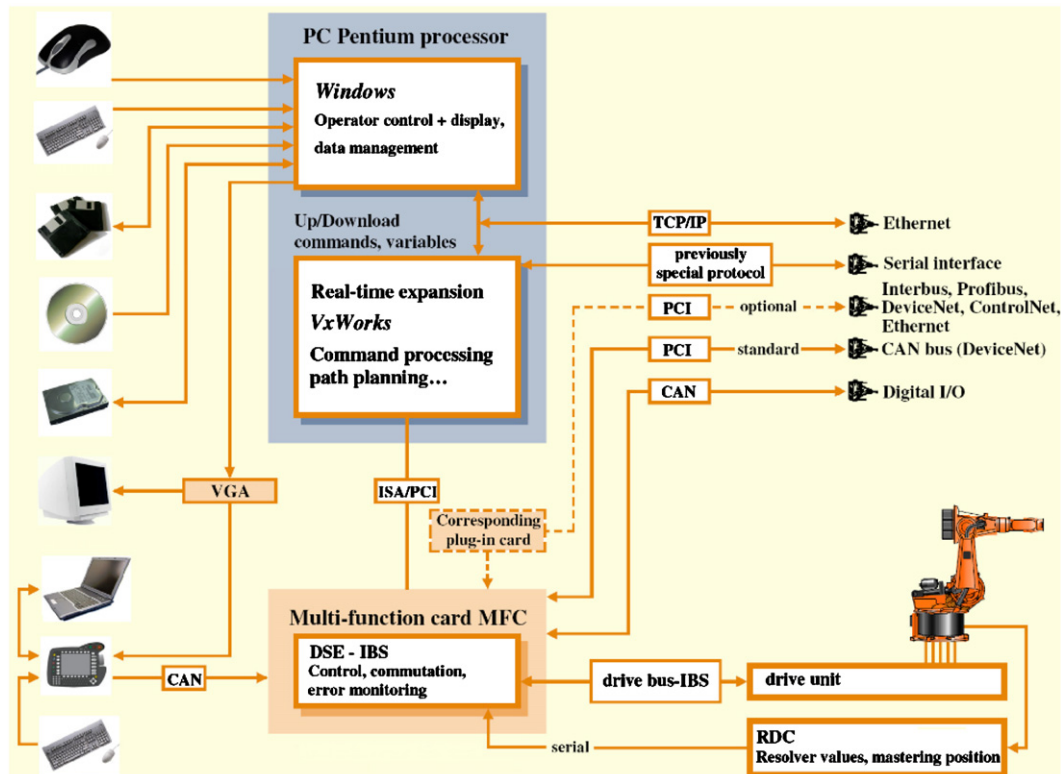 PC Pentium processor
Windows
Operator control + display,
data management
Up/Download
commands, variables
TCP/IP
Ethernet
previously
special protocol
Serial interface
Real-time expansion
VxWorks
Command processing
path planning…
PCI
optional
Interbus, Profibus,
DeviceNet, ControlNet,
Ethernet
PCI
standard
CAN bus (DeviceNet)
CAN
Digital I/O
VGA
ISA/PCI
Corresponding
plug-in card
Multi-function card MFC
DSE - IBS
Control, commutation,
error monitoring
CAN
drive bus-IBS
drive unit
serial
RDC
Resolver values, mastering position